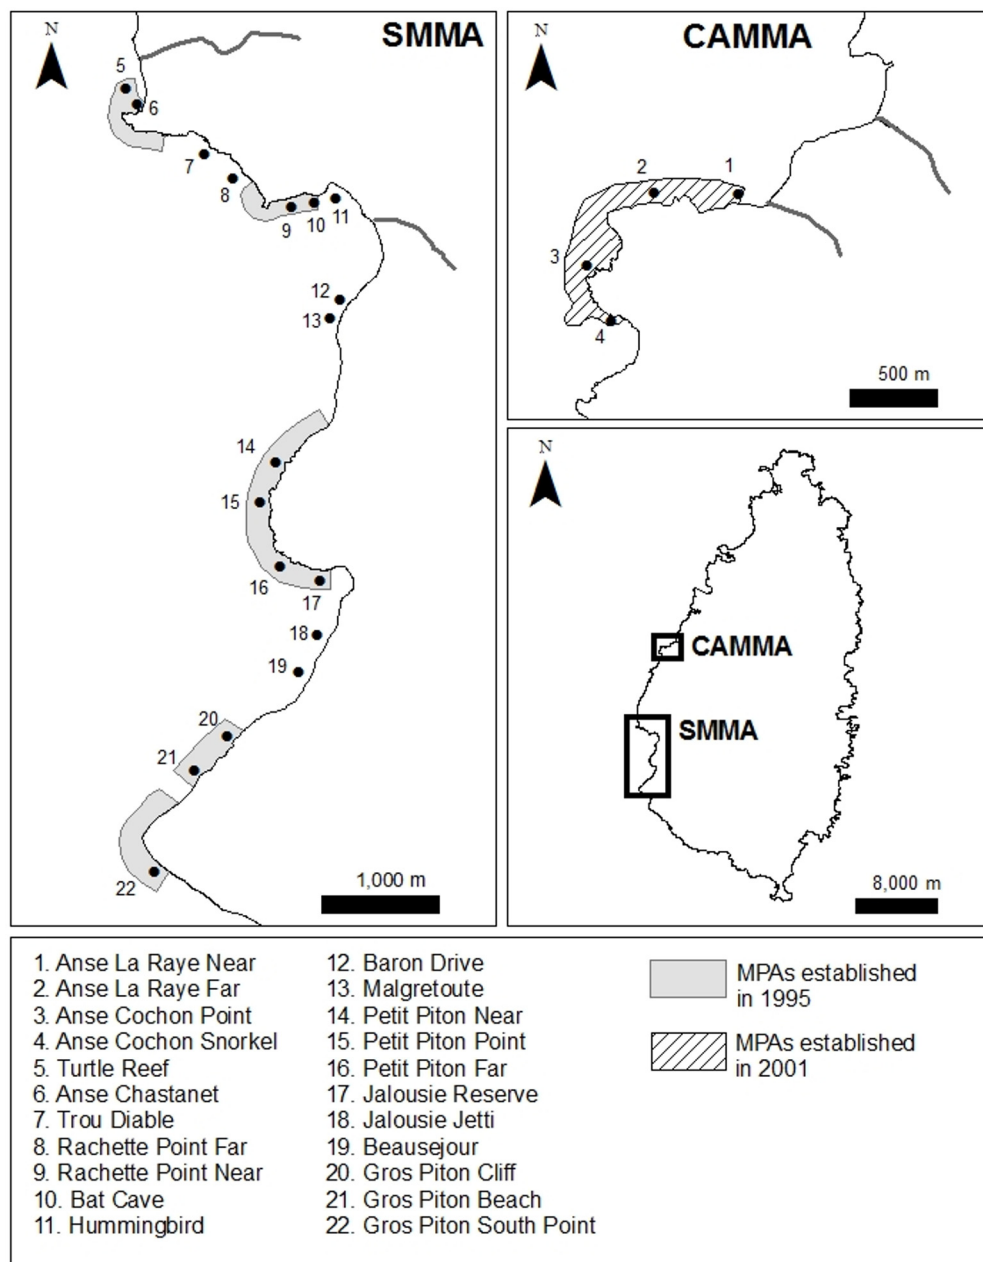 N
SMMA
5
6
7
8
9
10
11
12
13
14
15
16
17
18
19
20
21
22
1,000 m
N
CAMMA
2
1
3
4
500 m
N
CAMMA
SMMA
8,000 m
1. Anse La Raye Near
2. Anse La Raye Far
3. Anse Cochon Point
4. Anse Cochon Snorkel
5. Turtle Reef
6. Anse Chastanet
7. Trou Diable
8. Rachette Point Far
9. Rachette Point Near
10. Bat Cave
11. Hummingbird
12. Baron Drive
13. Malgretoute
14. Petit Piton Near
15. Petit Piton Point
16. Petit Piton Far
17. Jalousie Reserve
18. Jalousie Jetti
19. Beausejour
20. Gros Piton Cliff
21. Gros Piton Beach
22. Gros Piton South Point
MPAs established
in 1995
MPAs established
in 2001